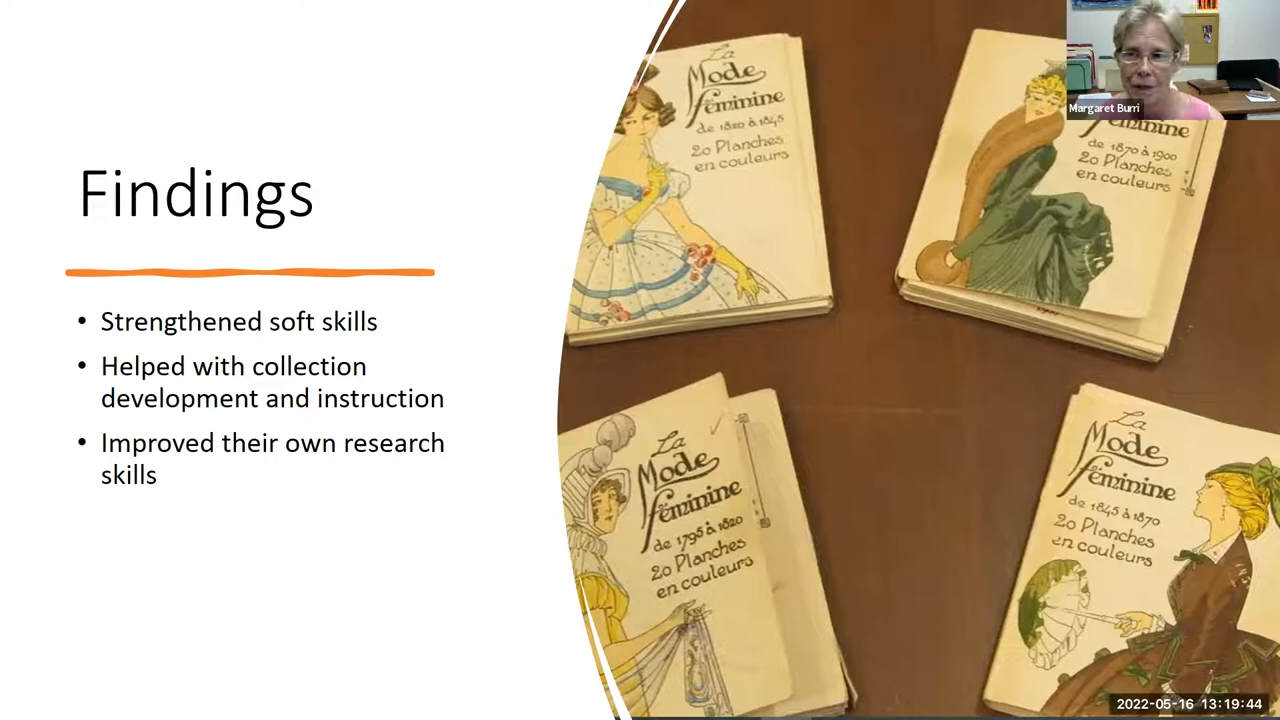 Findings
• Strengthened soft skills
• Helped with collection
development and instruction
• Improved their own research
skills
La
Mode
féminine
de 1820 à 1845
20 Planches
en couleurs
féminine
de 1870 à 1900
20 Planches
en couleurs
La
Mode
féminine
de 1795 à 1820
20 Planches
en couleurs
La
Mode
féminine
de 1845 à 1870
20 Planches
en couleurs
Margaret Burri
2022-05-16 13:19:44